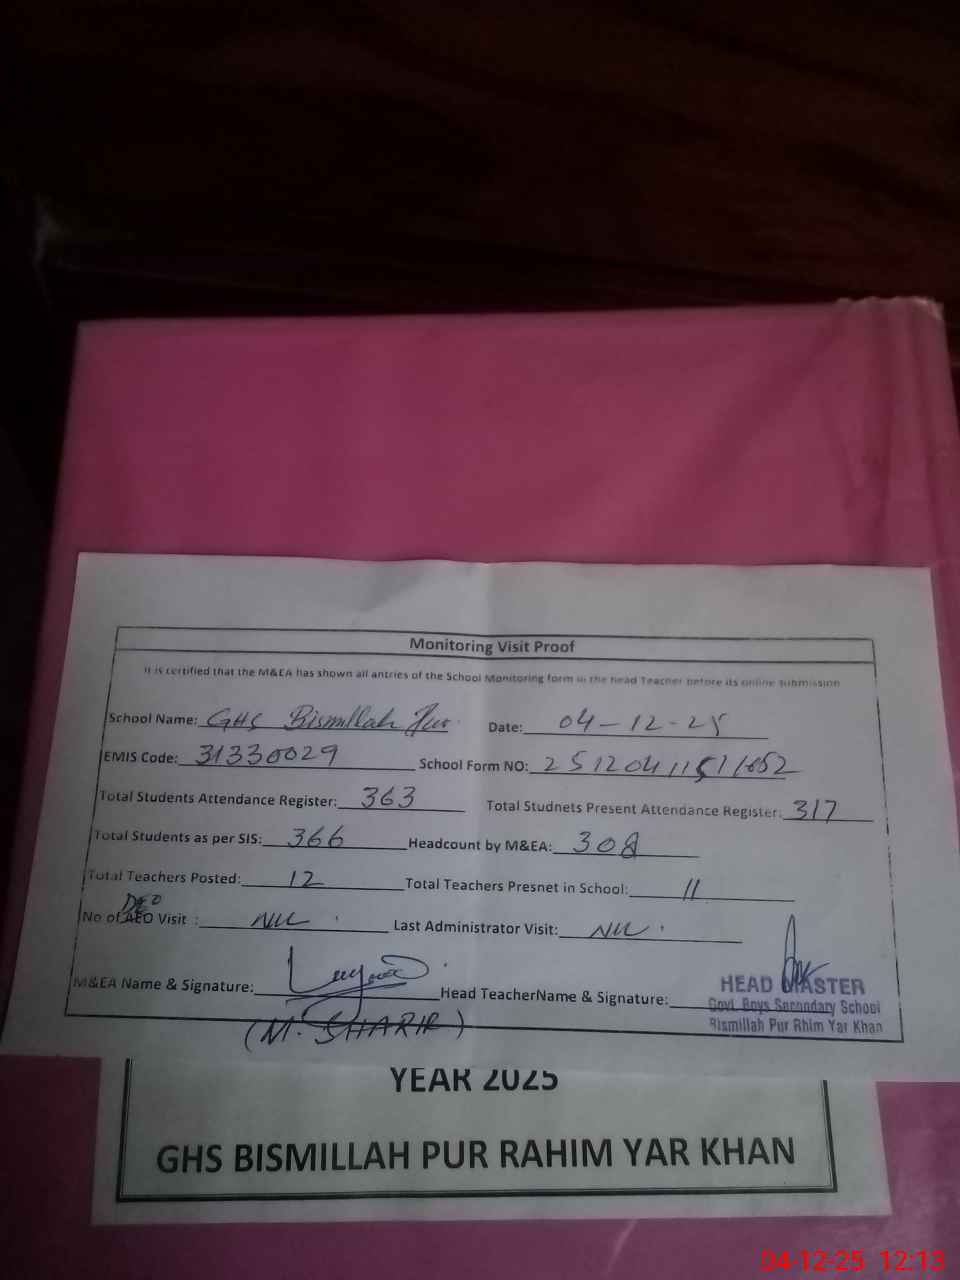 Monitoring Visit Proof
It is certified that the M&EA has shown all antries of the School Monitoring form to the head Teacher before its online submission
School Name: GHS Bismillah Pur Date: 04-12-25
EMIS Code: 31330029 School Form NO:
Total Students Attendance Register: 363 Total Studnets Present Attendance Register: 317
Total Students as per SIS: 366 Headcount by M&EA: 308
Total Teachers Posted: 12 Total Teachers Presnet in School: 11
DEO
No of AEO Visit : NIL Last Administrator Visit: NIL
M&EA Name & Signature: Head TeacherName & Signature:
HEAD MASTER
Govt. Boys Secondary School
Bismillah Pur Rhim Yar Khan
YEAR 2025
GHS BISMILLAH PUR RAHIM YAR KHAN
04-12-25 12:13